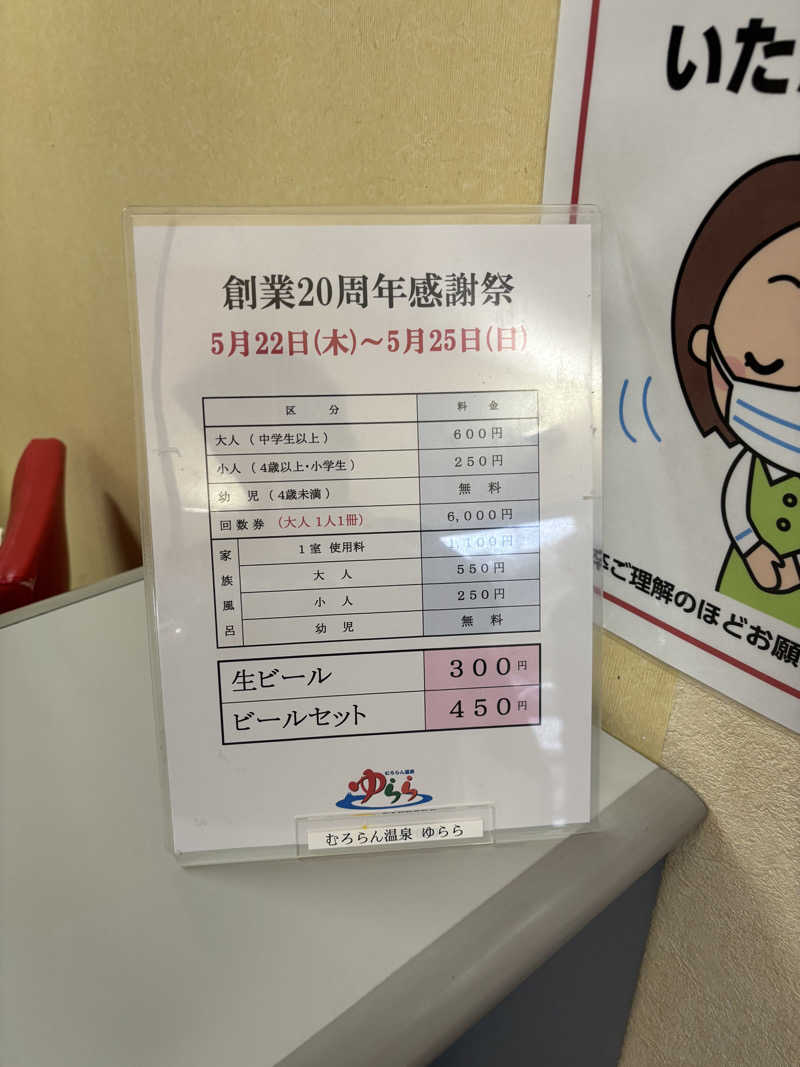 創業20周年感謝祭
5月22日(木)～5月25日(日)
区 分 料 金
大人 ( 中学生以上 ) 600円
小人 ( 4歳以上・小学生 ) 250円
幼 児 ( 4歳未満 ) 無 料
回数券 (大人 1人1冊) 6,000円
家族風呂
1室 使用料 1,100円
大 人 550円
小 人 250円
幼 児 無 料
生ビール 300円
ビールセット 450円
むろらん温泉
ゆらら
むろらん温泉 ゆらら
いた
ご理解のほどお願